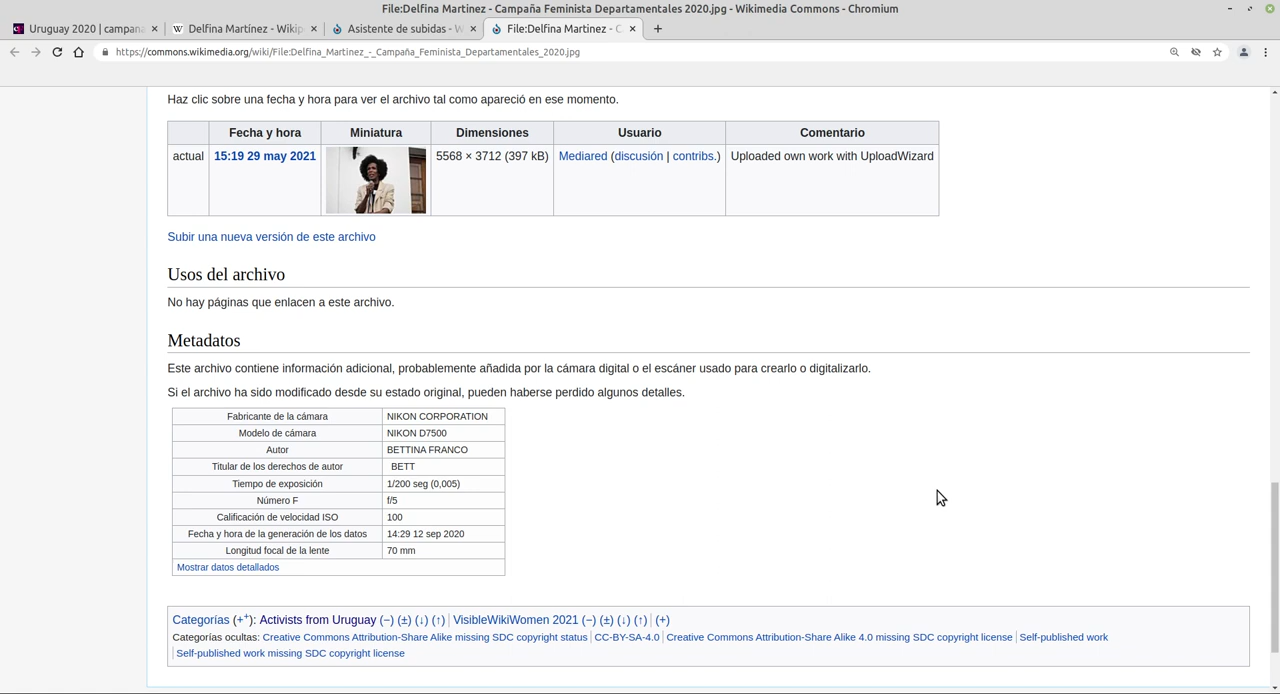 File:Delfina Martinez - Campaña Feminista Departamentales 2020.jpg - Wikimedia Commons - Chromium
Uruguay 2020 | campana
Delfina Martínez - Wikip
Asistente de subidas - W
File:Delfina Martinez - C
https://commons.wikimedia.org/wiki/File:Delfina_Martinez_-_Campaña_Feminista_Departamentales_2020.jpg
Haz clic sobre una fecha y hora para ver el archivo tal como apareció en ese momento.
Fecha y hora Miniatura Dimensiones Usuario Comentario
actual 15:19 29 may 2021 5568 × 3712 (397 kB) Mediared (discusión | contribs.) Uploaded own work with UploadWizard
Subir una nueva versión de este archivo
Usos del archivo
No hay páginas que enlacen a este archivo.
Metadatos
Este archivo contiene información adicional, probablemente añadida por la cámara digital o el escáner usado para crearlo o digitalizarlo.
Si el archivo ha sido modificado desde su estado original, pueden haberse perdido algunos detalles.
Fabricante de la cámara NIKON CORPORATION
Modelo de cámara NIKON D7500
Autor BETTINA FRANCO
Titular de los derechos de autor BETT
Tiempo de exposición 1/200 seg (0,005)
Número F f/5
Calificación de velocidad ISO 100
Fecha y hora de la generación de los datos 14:29 12 sep 2020
Longitud focal de la lente 70 mm
Mostrar datos detallados
Categorías (+⁺): Activists from Uruguay (−) (±) (↓) (↑) | VisibleWikiWomen 2021 (−) (±) (↓) (↑) | (+)
Categorías ocultas: Creative Commons Attribution-Share Alike missing SDC copyright status | CC-BY-SA-4.0 | Creative Commons Attribution-Share Alike 4.0 missing SDC copyright license | Self-published work
| Self-published work missing SDC copyright license